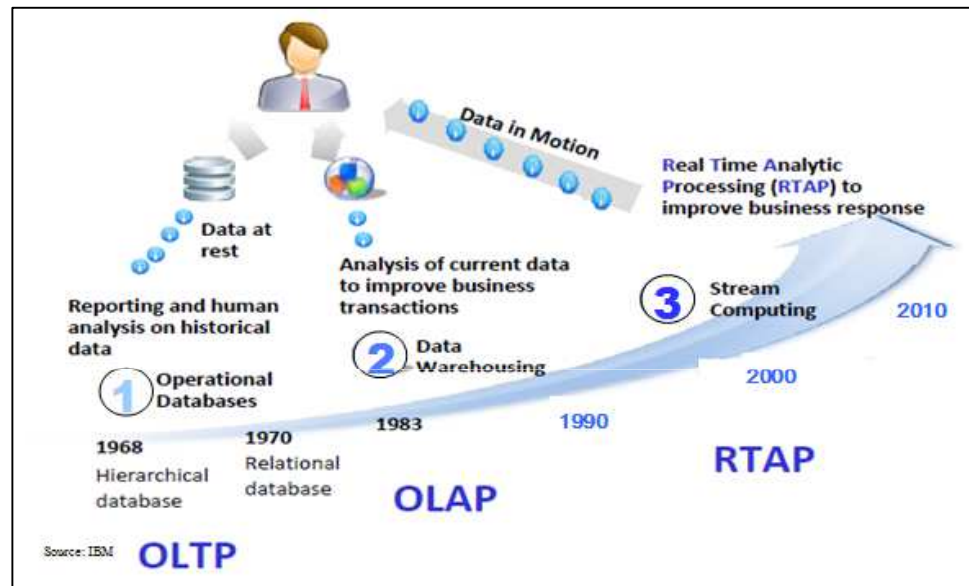 Data in Motion
Real Time Analytic
Processing (RTAP) to
improve business response
Data at
rest
Analysis of current data
to improve business
transactions
Reporting and human
analysis on historical
data
3
Stream
Computing
2
Data
Warehousing
1
Operational
Databases
2010
2000
1990
1983
1970
Relational
database
1968
Hierarchical
database
RTAP
OLAP
Source: IBM
OLTP